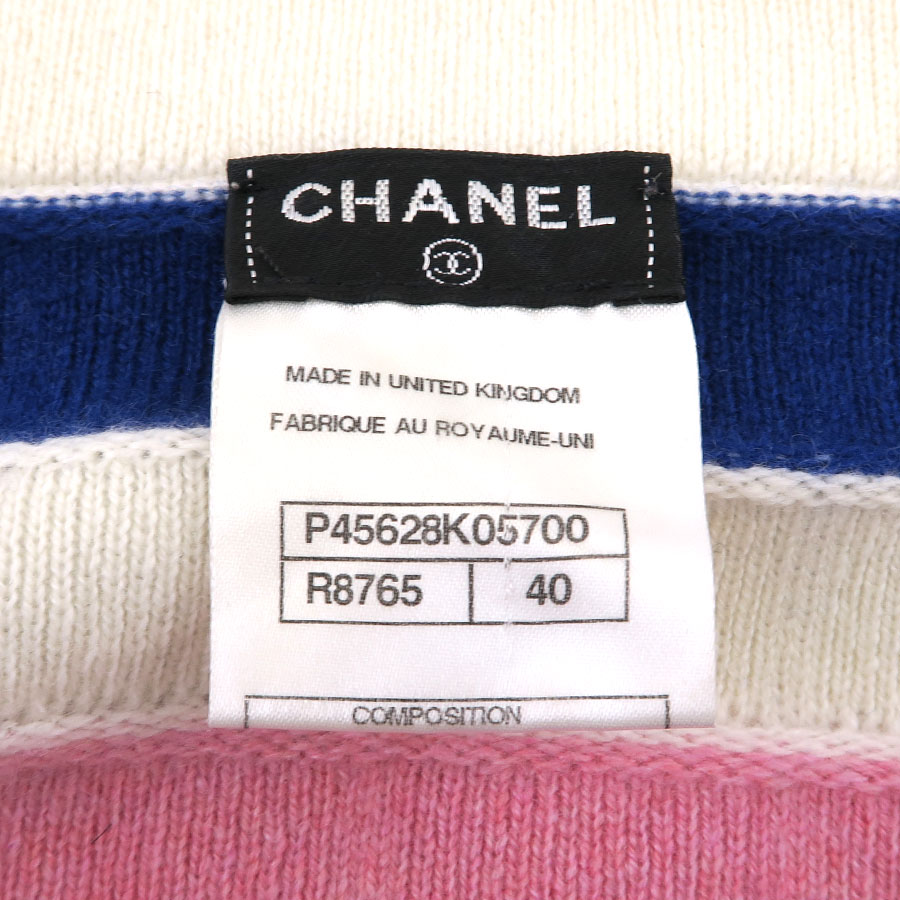 CHANEL
MADE IN UNITED KINGDOM
FABRIQUE AU ROYAUME-UNI
P45628K05700
R8765 40
COMPOSITION